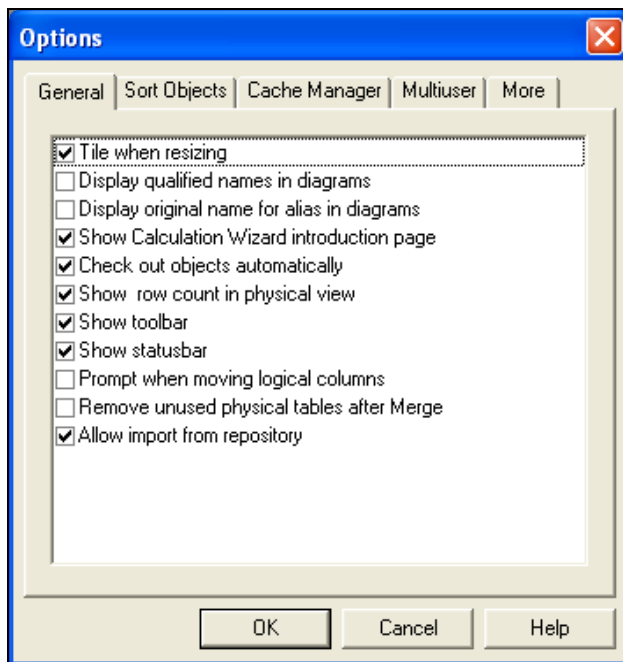 Options
General Sort Objects Cache Manager Multiuser More
Tile when resizing
Display qualified names in diagrams
Display original name for alias in diagrams
Show Calculation Wizard introduction page
Check out objects automatically
Show row count in physical view
Show toolbar
Show statusbar
Prompt when moving logical columns
Remove unused physical tables after Merge
Allow import from repository
OK Cancel Help